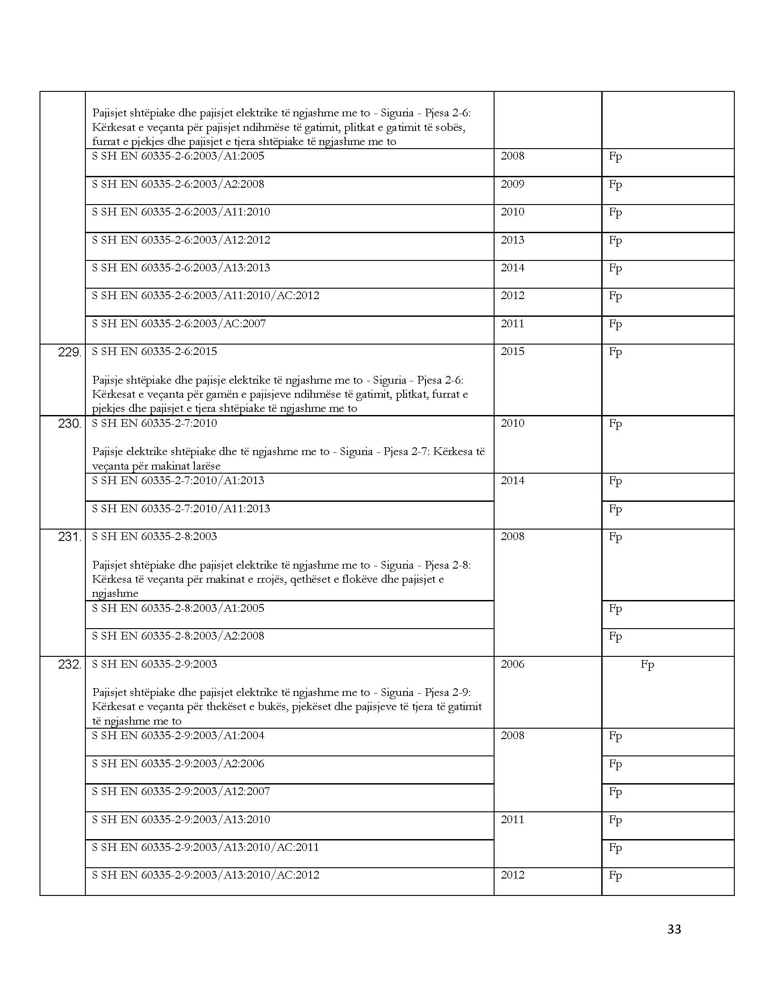 Pajisjet shtëpiake dhe pajisjet elektrike të ngjashme me to - Siguria - Pjesa 2-6:
Kërkesat e veçanta për pajisjet ndihmëse të gatimit, plitkat e gatimit të sobës,
furrat e pjekjes dhe pajisjet e tjera shtëpiake të ngjashme me to
S SH EN 60335-2-6:2003/A1:2005 2008 Fp
S SH EN 60335-2-6:2003/A2:2008 2009 Fp
S SH EN 60335-2-6:2003/A11:2010 2010 Fp
S SH EN 60335-2-6:2003/A12:2012 2013 Fp
S SH EN 60335-2-6:2003/A13:2013 2014 Fp
S SH EN 60335-2-6:2003/A11:2010/AC:2012 2012 Fp
S SH EN 60335-2-6:2003/AC:2007 2011 Fp
229. S SH EN 60335-2-6:2015 2015 Fp
Pajisje shtëpiake dhe pajisje elektrike të ngjashme me to - Siguria - Pjesa 2-6:
Kërkesat e veçanta për gamën e pajisjeve ndihmëse të gatimit, plitkat, furrat e
pjekjes dhe pajisjet e tjera shtëpiake të ngjashme me to
230. S SH EN 60335-2-7:2010 2010 Fp
Pajisje elektrike shtëpiake dhe të ngjashme me to - Siguria - Pjesa 2-7: Kërkesa të
veçanta për makinat larëse
S SH EN 60335-2-7:2010/A1:2013 2014 Fp
S SH EN 60335-2-7:2010/A11:2013 Fp
231. S SH EN 60335-2-8:2003 2008 Fp
Pajisjet shtëpiake dhe pajisjet elektrike të ngjashme me to - Siguria - Pjesa 2-8:
Kërkesa të veçanta për makinat e rrojës, qethëset e flokëve dhe pajisjet e
ngjashme
S SH EN 60335-2-8:2003/A1:2005 Fp
S SH EN 60335-2-8:2003/A2:2008 Fp
232. S SH EN 60335-2-9:2003 2006 Fp
Pajisjet shtëpiake dhe pajisjet elektrike të ngjashme me to - Siguria - Pjesa 2-9:
Kërkesat e veçanta për thekëset e bukës, pjekëset dhe pajisjeve të tjera të gatimit
të ngjashme me to
S SH EN 60335-2-9:2003/A1:2004 2008 Fp
S SH EN 60335-2-9:2003/A2:2006 Fp
S SH EN 60335-2-9:2003/A12:2007 Fp
S SH EN 60335-2-9:2003/A13:2010 2011 Fp
S SH EN 60335-2-9:2003/A13:2010/AC:2011 Fp
S SH EN 60335-2-9:2003/A13:2010/AC:2012 2012 Fp
33